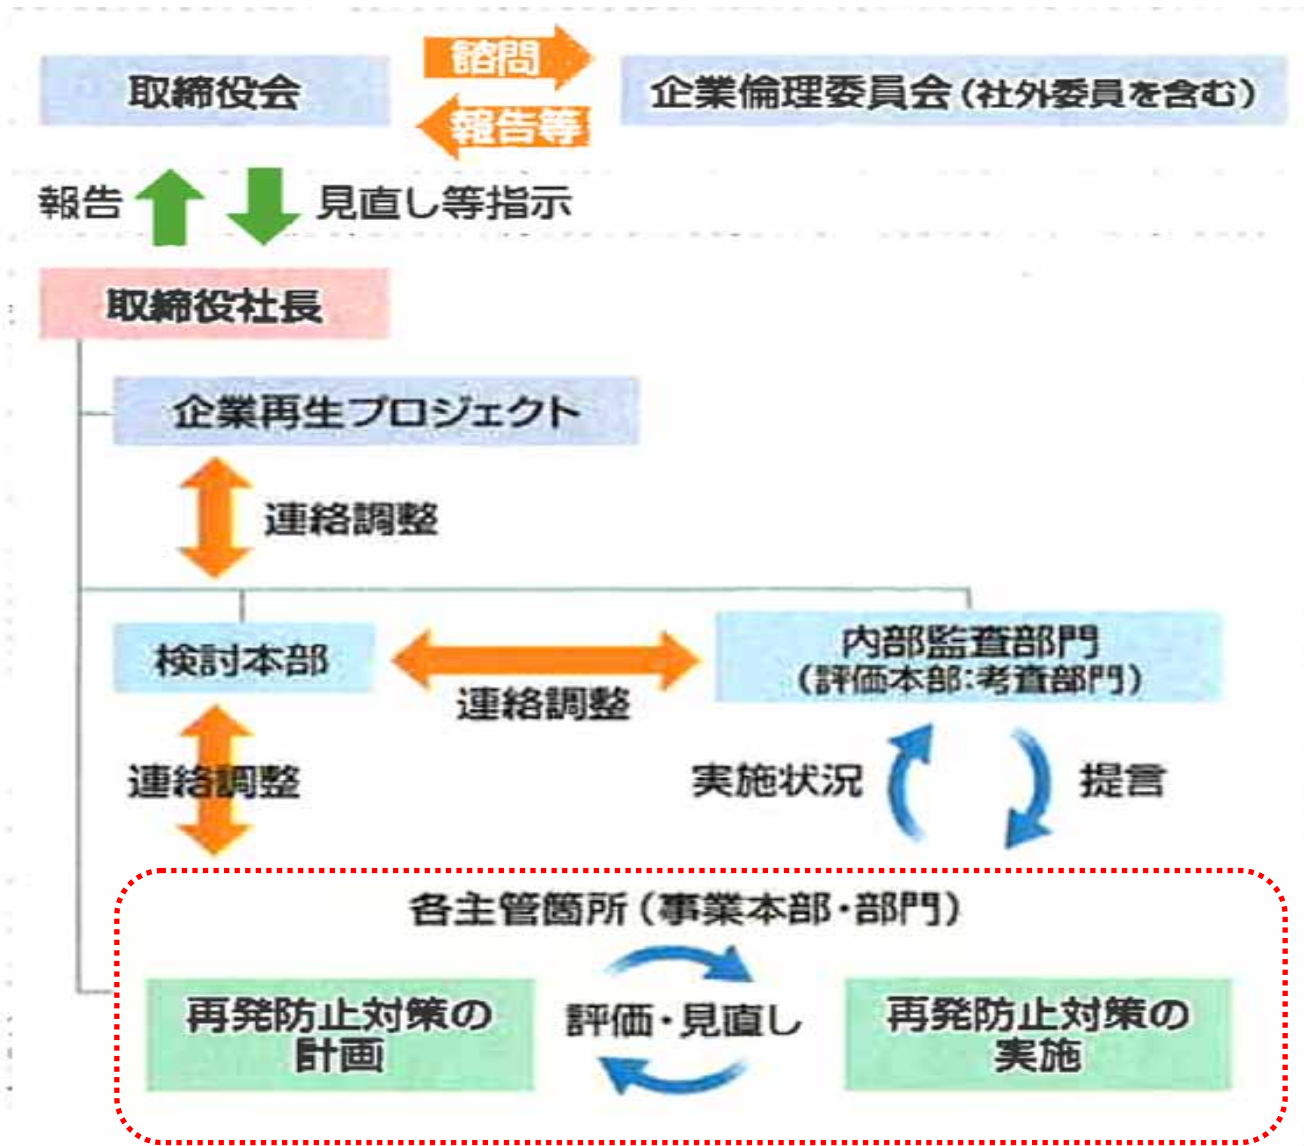 諮問
取締役会
企業倫理委員会(社外委員を含む)
報告等
報告
見直し等指示
取締役社長
企業再生プロジェクト
連絡調整
検討本部
内部監査部門
(評価本部:考査部門)
連絡調整
連絡調整
実施状況
提言
各主管箇所(事業本部・部門)
再発防止対策の
計画
評価・見直し
再発防止対策の
実施